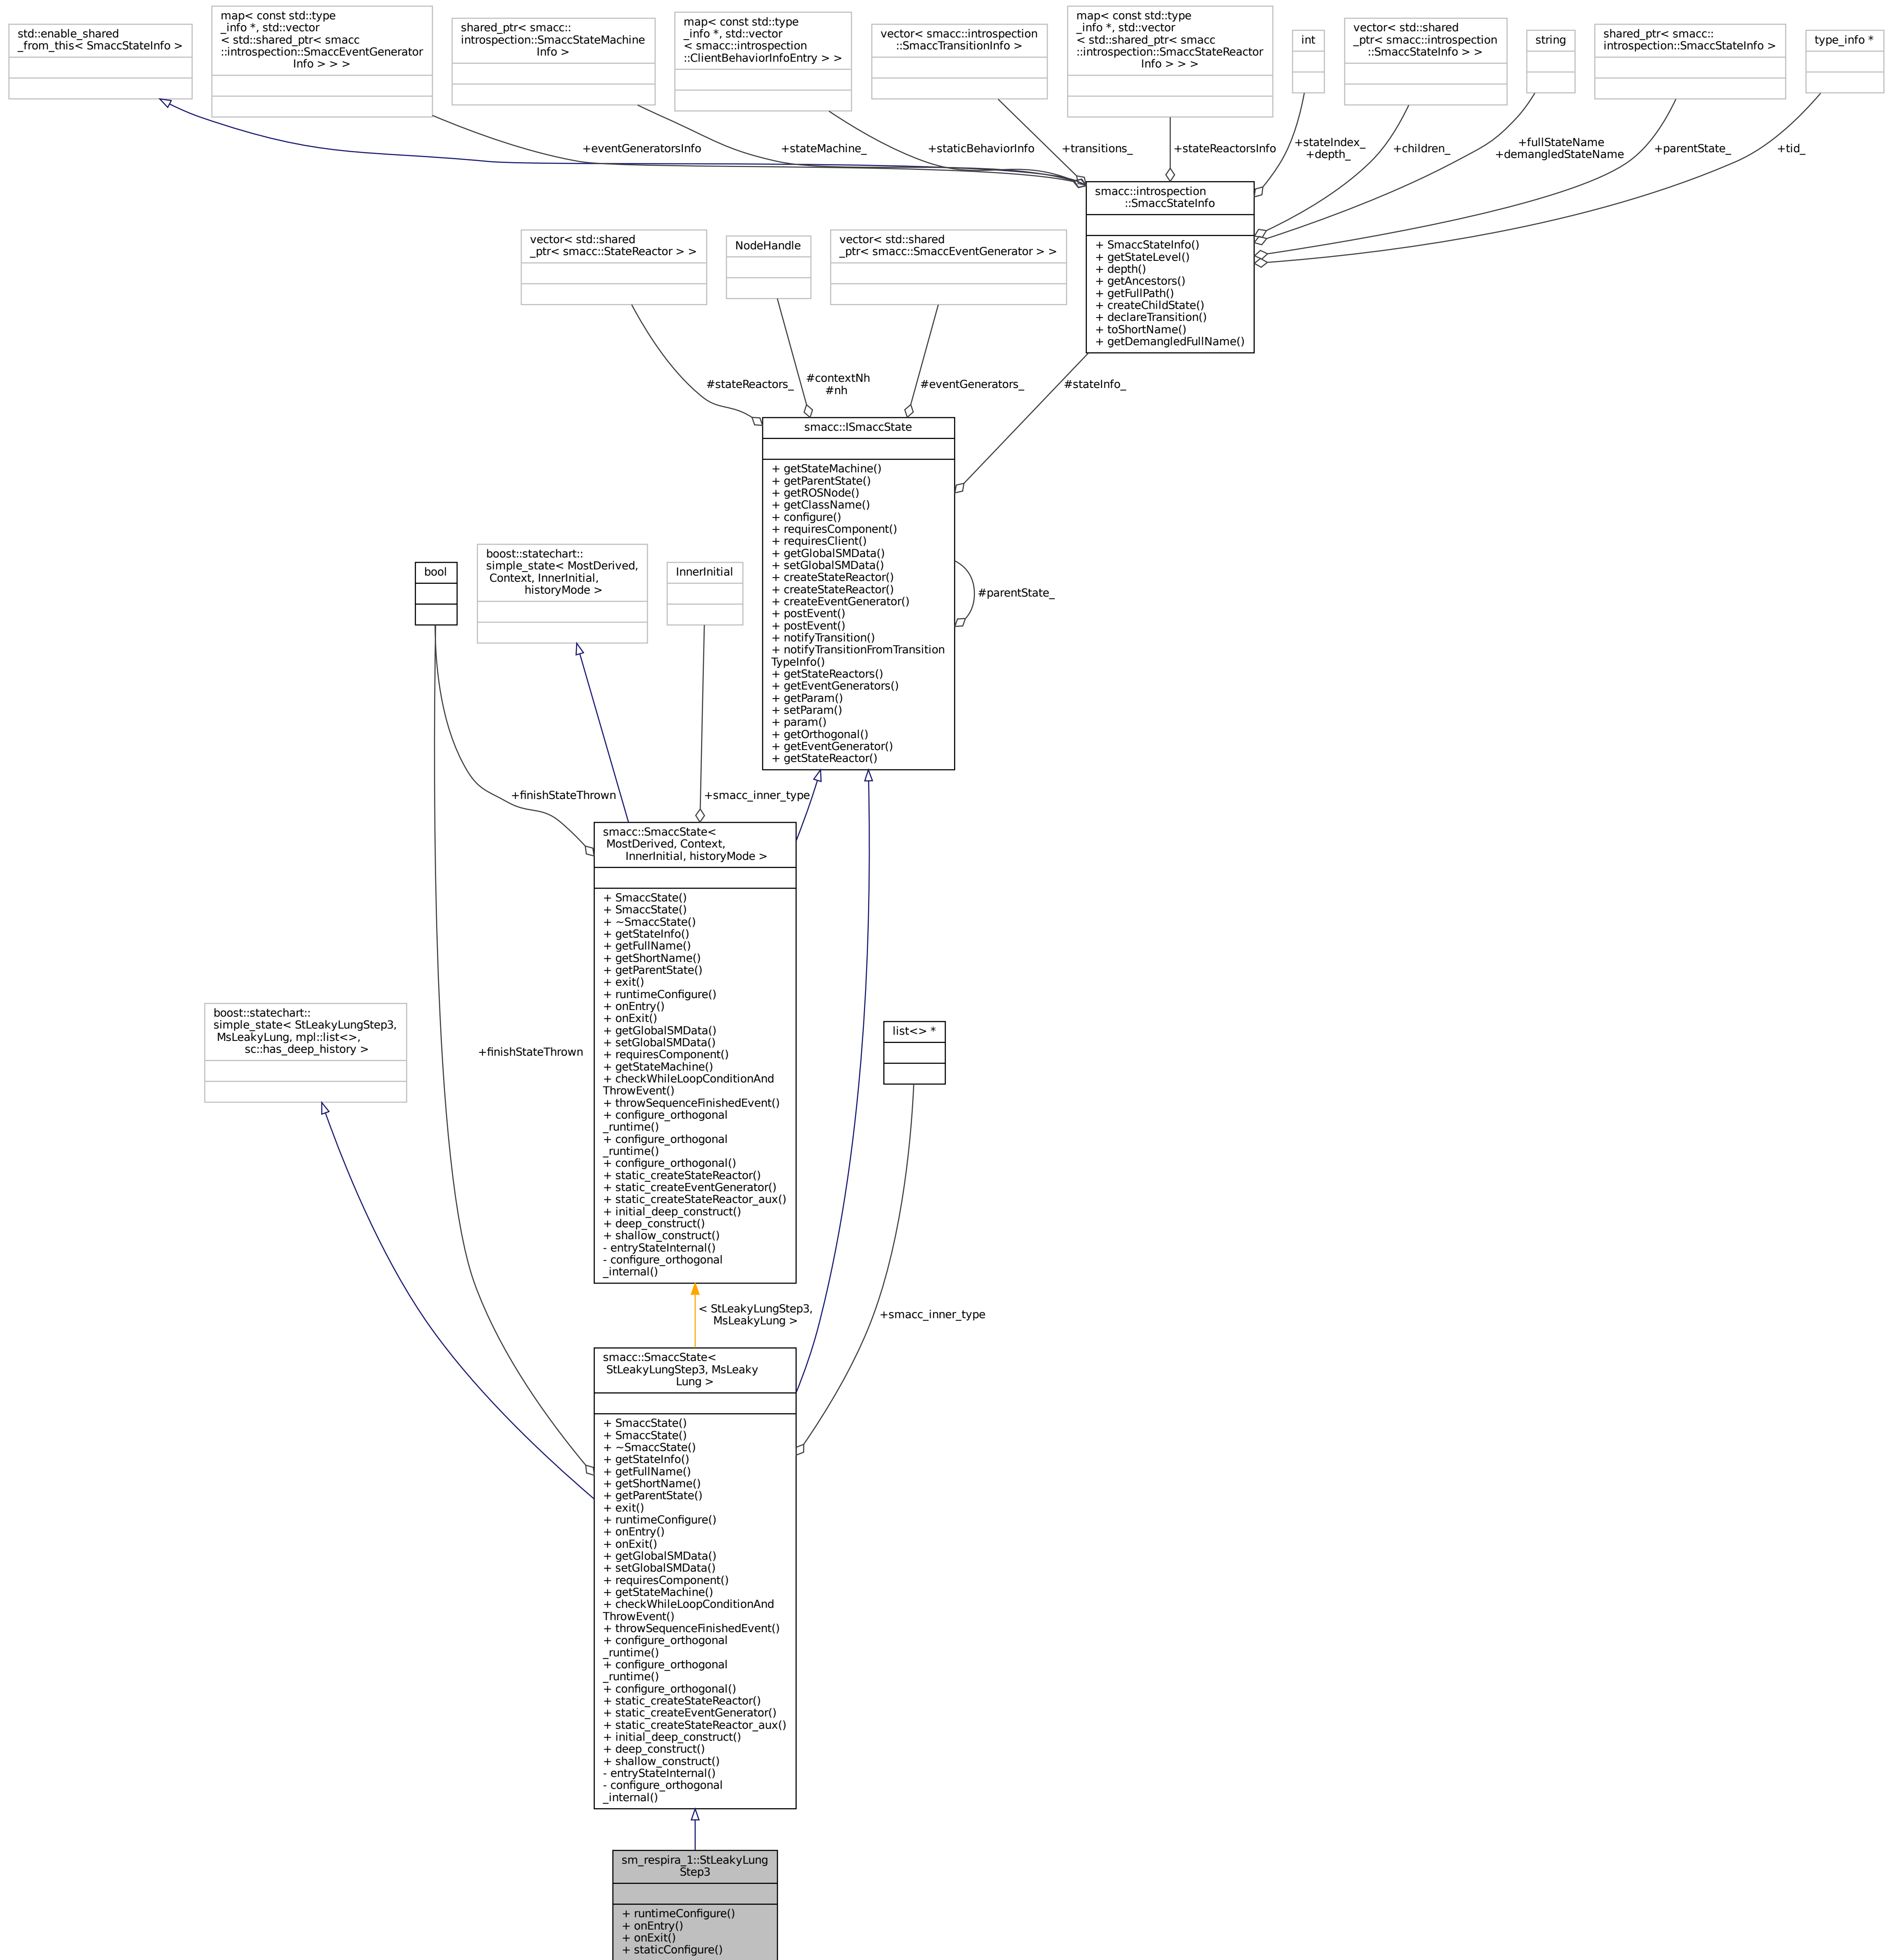 std::enable_shared
_from_this< SmaccStateInfo >
map< const std::type
_info *, std::vector
< std::shared_ptr< smacc
::introspection::SmaccEventGenerator
Info > > >
shared_ptr< smacc::
introspection::SmaccStateMachine
Info >
map< const std::type
_info *, std::vector
< smacc::introspection
::ClientBehaviorInfoEntry > >
vector< smacc::introspection
::SmaccTransitionInfo >
map< const std::type
_info *, std::vector
< std::shared_ptr< smacc
::introspection::SmaccStateReactor
Info > > >
int
vector< std::shared
_ptr< smacc::introspection
::SmaccStateInfo > >
string
shared_ptr< smacc::
introspection::SmaccStateInfo >
type_info *
+eventGeneratorsInfo
+stateMachine_
+staticBehaviorInfo
+transitions_
+stateReactorsInfo
+stateIndex_
+depth_
+children_
+fullStateName
+demangledStateName
+parentState_
+tid_
smacc::introspection
::SmaccStateInfo
+ SmaccStateInfo()
+ getStateLevel()
+ depth()
+ getAncestors()
+ getFullPath()
+ createChildState()
+ declareTransition()
+ toShortName()
+ getDemangledFullName()
vector< std::shared
_ptr< smacc::StateReactor > >
NodeHandle
vector< std::shared
_ptr< smacc::SmaccEventGenerator > >
#stateReactors_
#contextNh
#nh
#eventGenerators_
#stateInfo_
smacc::ISmaccState
+ getStateMachine()
+ getParentState()
+ getROSNode()
+ getClassName()
+ configure()
+ requiresComponent()
+ requiresClient()
+ getGlobalSMData()
+ setGlobalSMData()
+ createStateReactor()
+ createStateReactor()
+ createEventGenerator()
+ postEvent()
+ postEvent()
+ notifyTransition()
+ notifyTransitionFromTransition
TypeInfo()
+ getStateReactors()
+ getEventGenerators()
+ getParam()
+ setParam()
+ param()
+ getOrthogonal()
+ getEventGenerator()
+ getStateReactor()
#parentState_
bool
boost::statechart::
simple_state< MostDerived,
Context, InnerInitial,
historyMode >
InnerInitial
+finishStateThrown
+smacc_inner_type
smacc::SmaccState<
MostDerived, Context,
InnerInitial, historyMode >
+ SmaccState()
+ SmaccState()
+ ~SmaccState()
+ getStateInfo()
+ getFullName()
+ getShortName()
+ getParentState()
+ exit()
+ runtimeConfigure()
+ onEntry()
+ onExit()
+ getGlobalSMData()
+ setGlobalSMData()
+ requiresComponent()
+ getStateMachine()
+ checkWhileLoopConditionAnd
ThrowEvent()
+ throwSequenceFinishedEvent()
+ configure_orthogonal
_runtime()
+ configure_orthogonal
_runtime()
+ configure_orthogonal()
+ static_createStateReactor()
+ static_createEventGenerator()
+ static_createStateReactor_aux()
+ initial_deep_construct()
+ deep_construct()
+ shallow_construct()
- entryStateInternal()
- configure_orthogonal
_internal()
boost::statechart::
simple_state< StLeakyLungStep3,
MsLeakyLung, mpl::list<>,
sc::has_deep_history >
+finishStateThrown
list<> *
< StLeakyLungStep3,
MsLeakyLung >
+smacc_inner_type
smacc::SmaccState<
StLeakyLungStep3, MsLeaky
Lung >
+ SmaccState()
+ SmaccState()
+ ~SmaccState()
+ getStateInfo()
+ getFullName()
+ getShortName()
+ getParentState()
+ exit()
+ runtimeConfigure()
+ onEntry()
+ onExit()
+ getGlobalSMData()
+ setGlobalSMData()
+ requiresComponent()
+ getStateMachine()
+ checkWhileLoopConditionAnd
ThrowEvent()
+ throwSequenceFinishedEvent()
+ configure_orthogonal
_runtime()
+ configure_orthogonal
_runtime()
+ configure_orthogonal()
+ static_createStateReactor()
+ static_createEventGenerator()
+ static_createStateReactor_aux()
+ initial_deep_construct()
+ deep_construct()
+ shallow_construct()
- entryStateInternal()
- configure_orthogonal
_internal()
sm_respira_1::StLeakyLung
Step3
+ runtimeConfigure()
+ onEntry()
+ onExit()
+ staticConfigure()